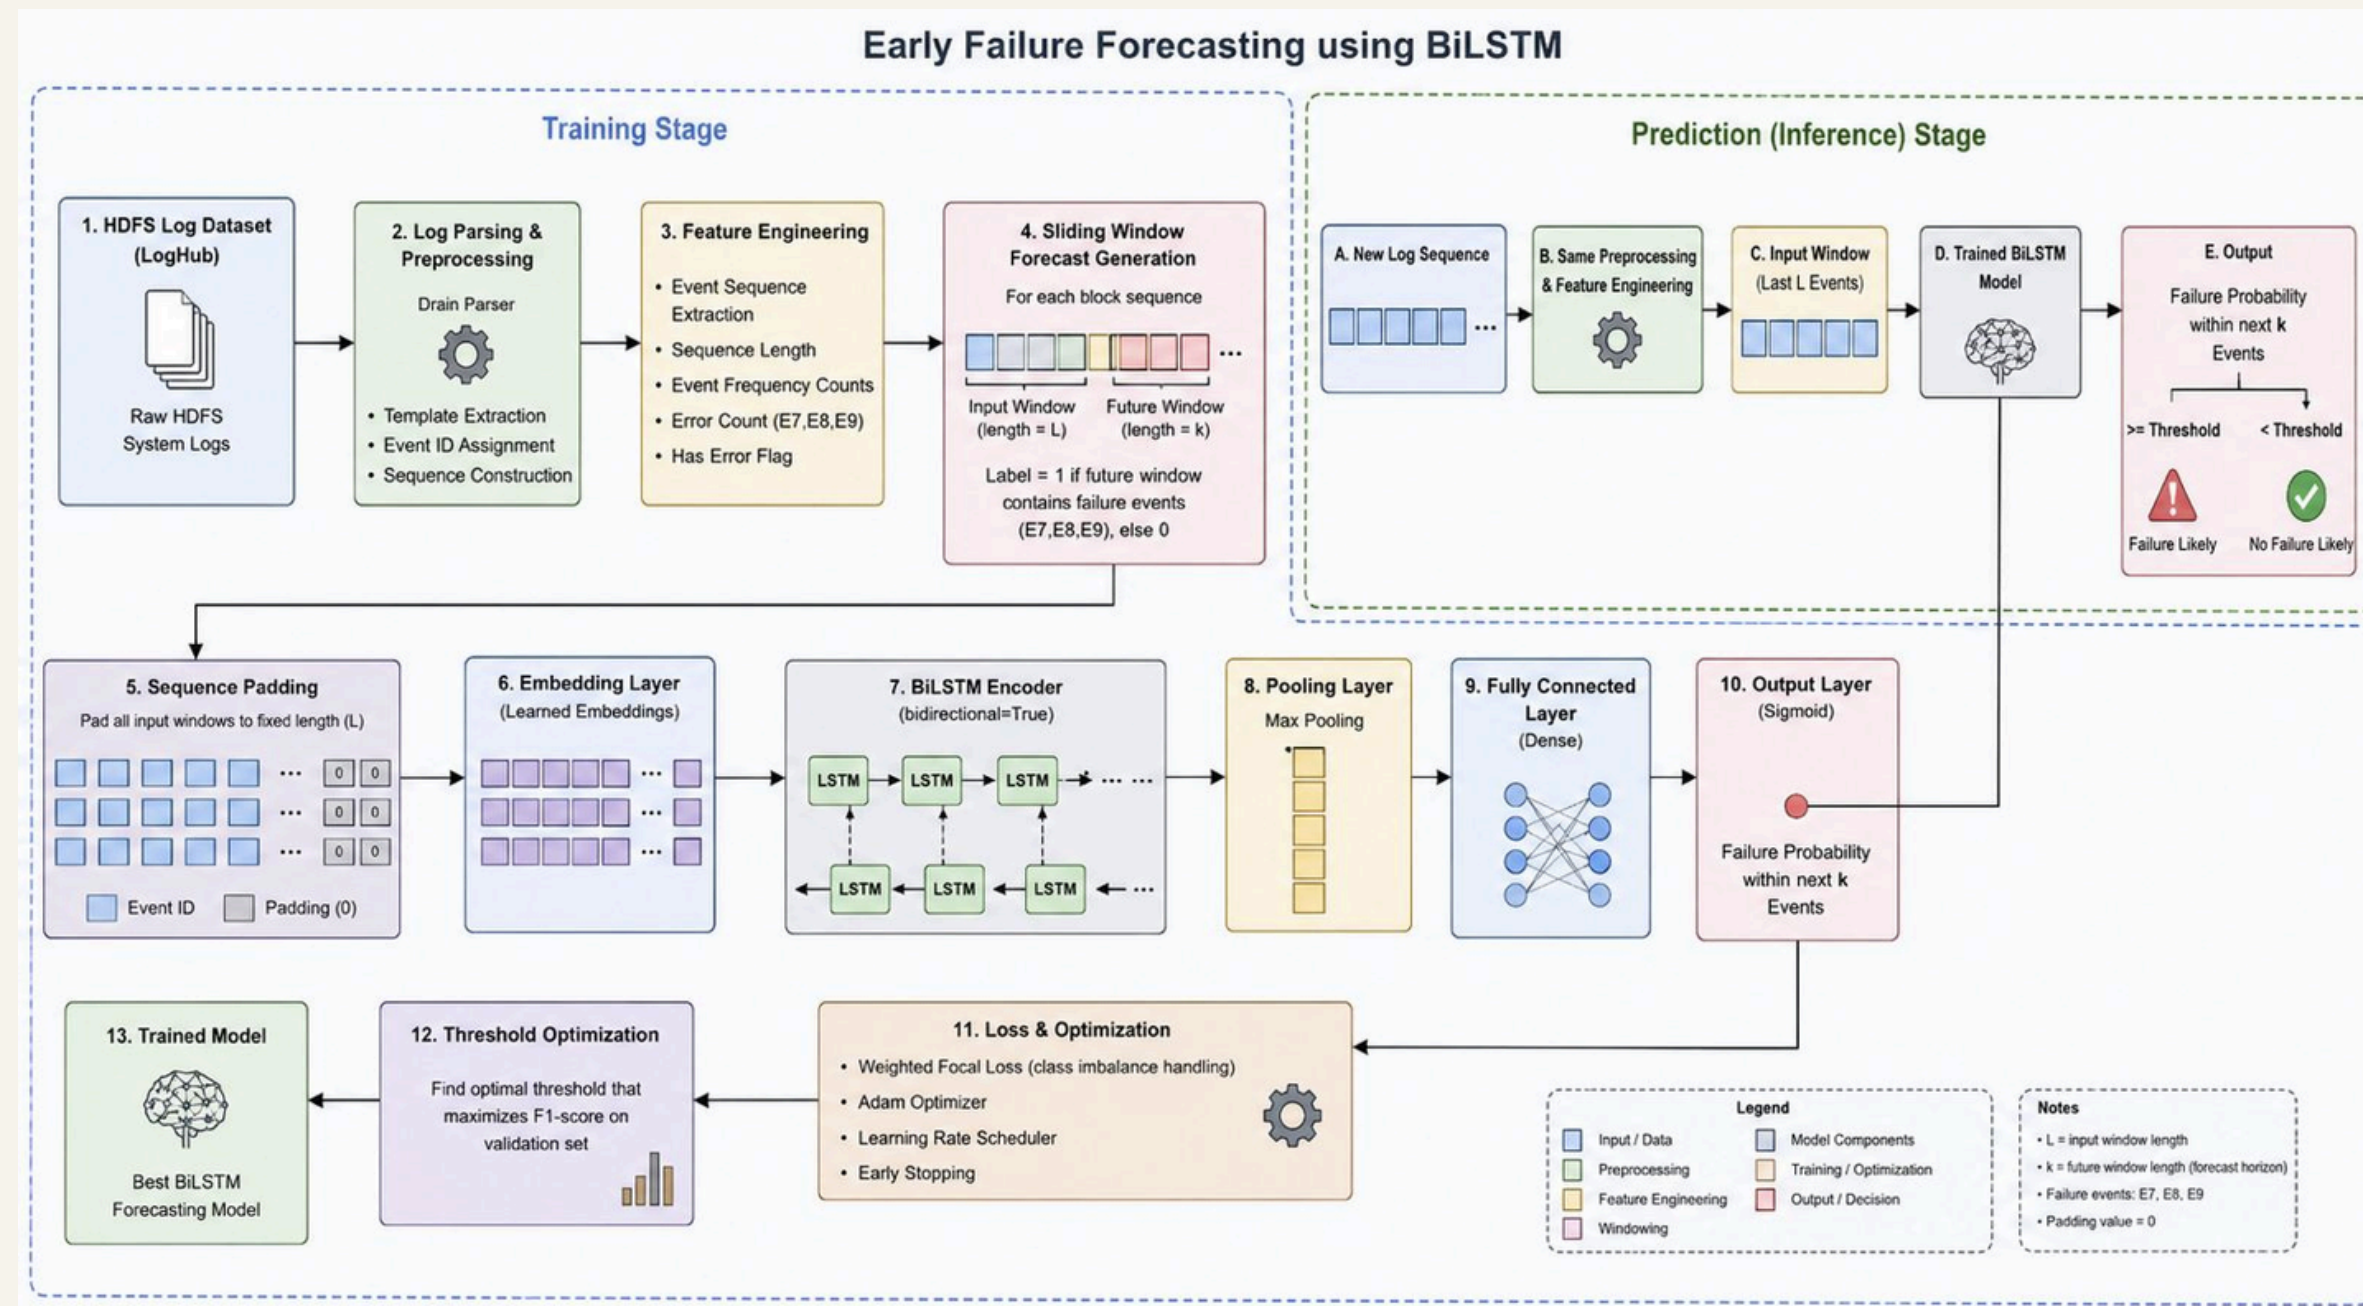 Early Failure Forecasting using BiLSTM
Training Stage
1. HDFS Log Dataset
(LogHub)
Raw HDFS
System Logs
2. Log Parsing &
Preprocessing
Drain Parser
• Template Extraction
• Event ID Assignment
• Sequence Construction
3. Feature Engineering
• Event Sequence
Extraction
• Sequence Length
• Event Frequency Counts
• Error Count (E7,E8,E9)
• Has Error Flag
4. Sliding Window
Forecast Generation
For each block sequence
...
Input Window
(length = L)
Future Window
(length = k)
Label = 1 if future window
contains failure events
(E7,E8,E9), else 0
Prediction (Inference) Stage
A. New Log Sequence
...
B. Same Preprocessing
& Feature Engineering
C. Input Window
(Last L Events)
D. Trained BiLSTM
Model
E. Output
Failure Probability
within next k
Events
>= Threshold
< Threshold
Failure Likely
No Failure Likely
5. Sequence Padding
Pad all input windows to fixed length (L)
... 0 0
... 0 0
... 0 0
Event ID
Padding (0)
6. Embedding Layer
(Learned Embeddings)
...
...
...
7. BiLSTM Encoder
(bidirectional=True)
LSTM LSTM LSTM ... ...
LSTM LSTM LSTM ...
8. Pooling Layer
Max Pooling
9. Fully Connected
Layer
(Dense)
10. Output Layer
(Sigmoid)
Failure Probability
within next k
Events
13. Trained Model
Best BiLSTM
Forecasting Model
12. Threshold Optimization
Find optimal threshold that
maximizes F1-score on
validation set
11. Loss & Optimization
• Weighted Focal Loss (class imbalance handling)
• Adam Optimizer
• Learning Rate Scheduler
• Early Stopping
Legend
Input / Data
Preprocessing
Feature Engineering
Windowing
Model Components
Training / Optimization
Output / Decision
Notes
• L = input window length
• k = future window length (forecast horizon)
• Failure events: E7, E8, E9
• Padding value = 0